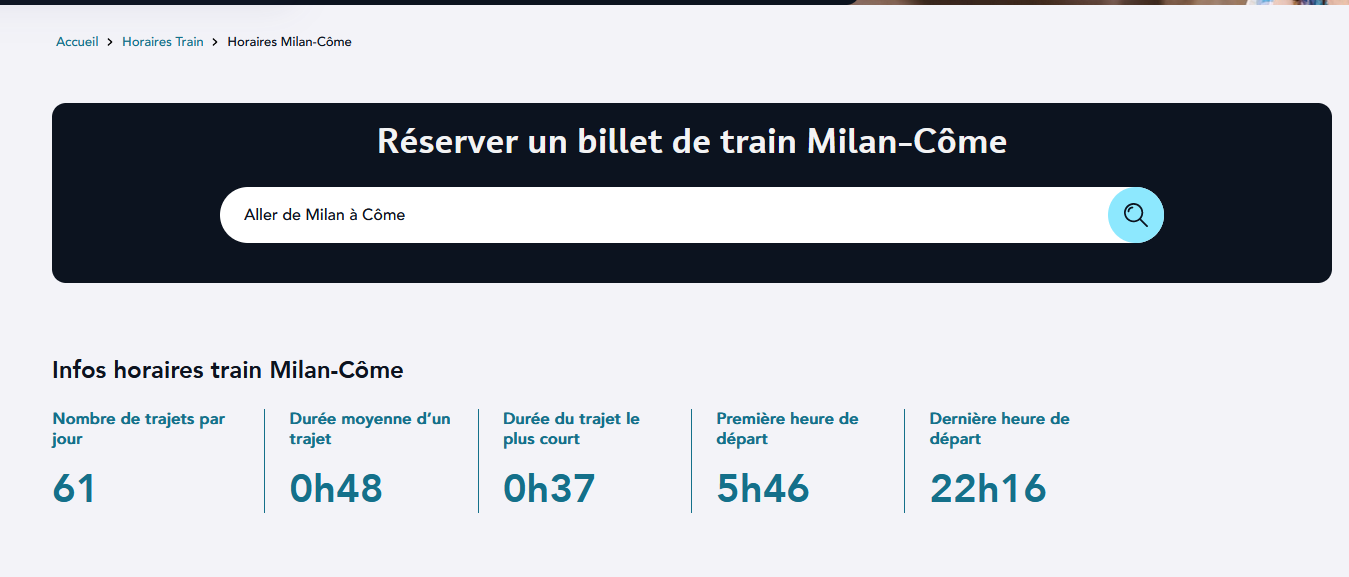 Accueil > Horaires Train > Horaires Milan-Côme
Réserver un billet de train Milan-Côme
Aller de Milan à Côme
Infos horaires train Milan-Côme
Nombre de trajets par
jour
61
Durée moyenne d’un
trajet
0h48
Durée du trajet le
plus court
0h37
Première heure de
départ
5h46
Dernière heure de
départ
22h16